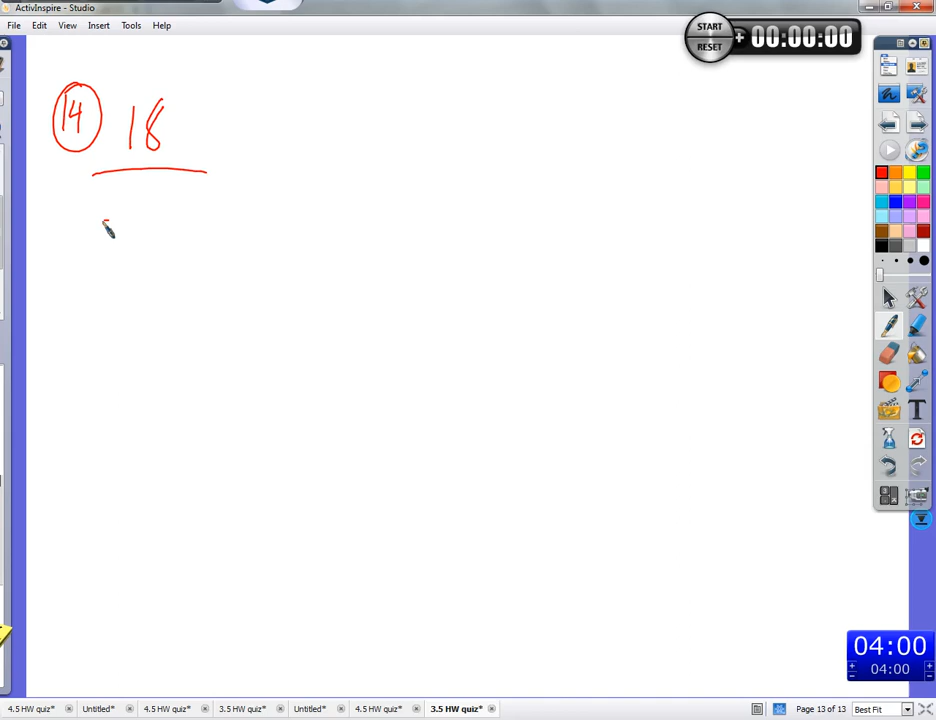 ActivInspire - Studio
File Edit View Insert Tools Help
START
RESET
+ 00:00:00
14 18
04:00
04:00
4.5 HW quiz* Untitled* 4.5 HW quiz* 3.5 HW quiz* Untitled* 4.5 HW quiz* 3.5 HW quiz* Page 13 of 13 Best Fit